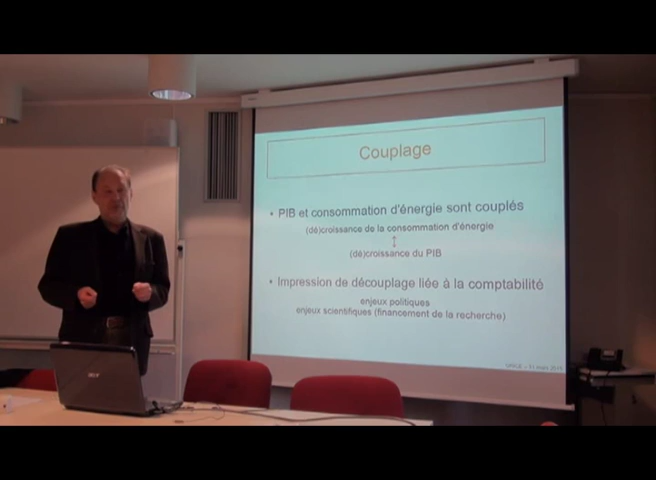 Couplage
• PIB et consommation d'énergie sont couplés
(dé)croissance de la consommation d'énergie
↕
(dé)croissance du PIB
• Impression de découplage liée à la comptabilité
enjeux politiques
enjeux scientifiques (financement de la recherche)
acer